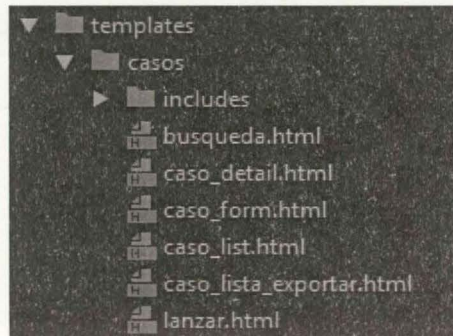 templates
casos
includes
busqueda.html
caso_detail.html
caso_form.html
caso_list.html
caso_lista_exportar.html
lanzar.html